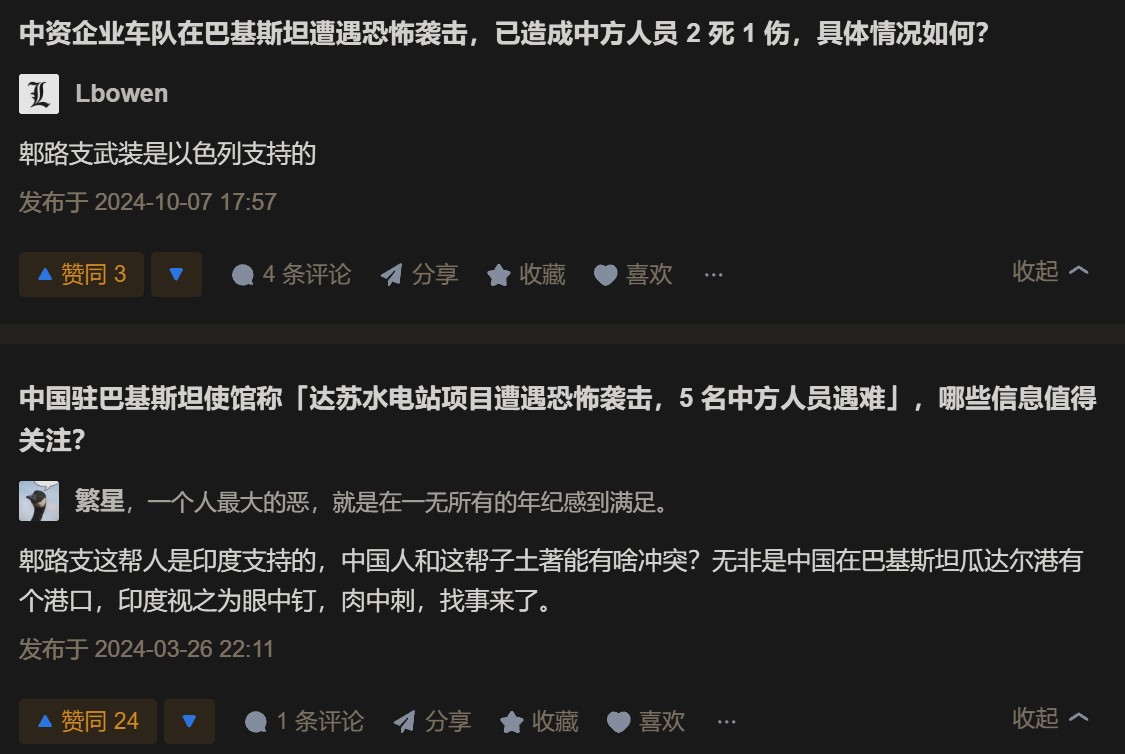 中资企业车队在巴基斯坦遭遇恐怖袭击，已造成中方人员 2 死 1 伤，具体情况如何？
L
Lbowen
郫路支武装是以色列支持的
发布于 2024-10-07 17:57
赞同 3 4 条评论 分享 收藏 喜欢 ··· 收起
中国驻巴基斯坦使馆称「达苏水电站项目遭遇恐怖袭击，5 名中方人员遇难」，哪些信息值得
关注？
繁星，一个人最大的恶，就是在一无所有的年纪感到满足。
郫路支这帮人是印度支持的，中国人和这帮子土著能有啥冲突？无非是中国在巴基斯坦瓜达尔港有
个港口，印度视之为眼中钉，肉中刺，找事来了。
发布于 2024-03-26 22:11
赞同 24 1 条评论 分享 收藏 喜欢 ··· 收起